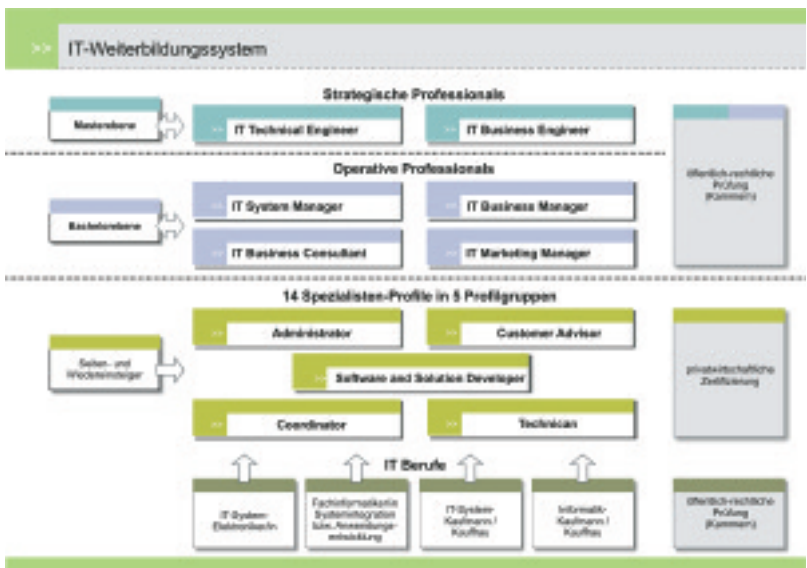 >> IT-Weiterbildungssystem
Strategische Professionals
Masterebene
>> IT Technical Engineer
>> IT Business Engineer
öffentlich-rechtliche
Prüfung
(Kammern)
Operative Professionals
Bachelorebene
>> IT System Manager
>> IT Business Manager
>> IT Business Consultant
>> IT Marketing Manager
14 Spezialisten-Profile in 5 Profilgruppen
>> Administrator
>> Customer Advisor
Seiten- und
Wiedereinsteiger
>> Software and Solution Developer
privatwirtschaftliche
Zertifizierung
>> Coordinator
>> Technican
IT Berufe
IT-System-
Elektroniker/in
Fachinformatiker/in
Systemintegration
bzw. Anwendungs-
entwicklung
IT-System-
Kaufmann /
Kauffrau
Informatik-
Kaufmann /
Kauffrau
öffentlich-rechtliche
Prüfung
(Kammern)